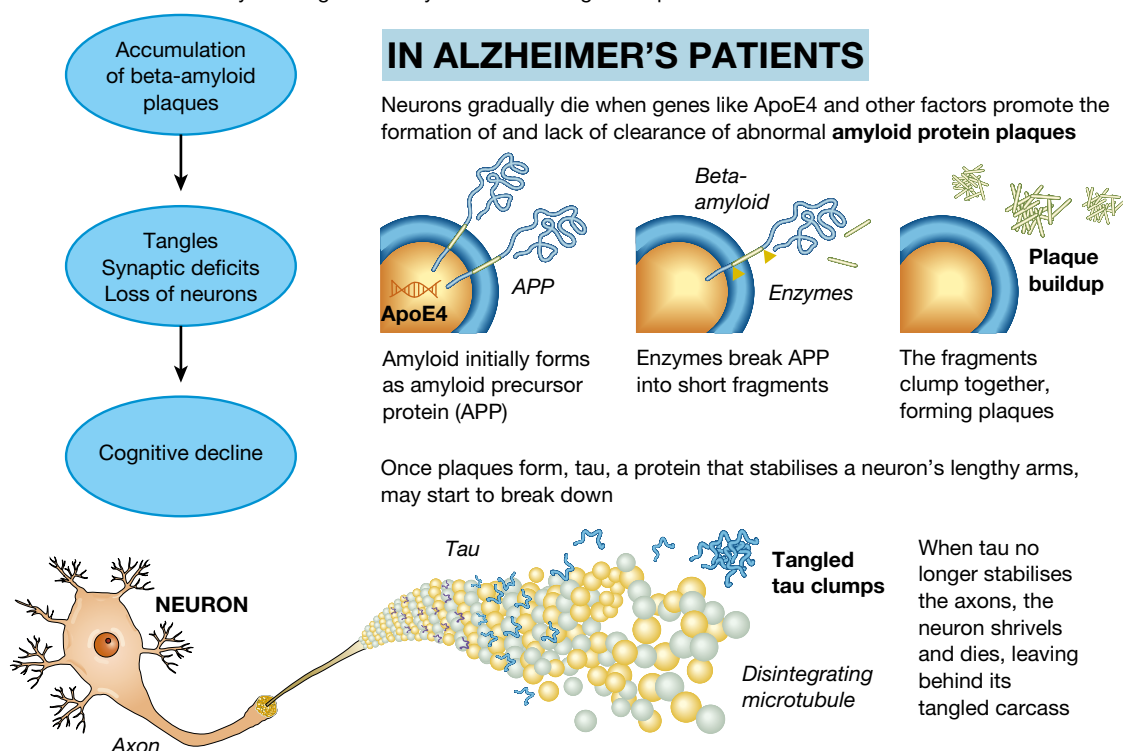 Accumulation
of beta-amyloid
plaques
Tangles
Synaptic deficits
Loss of neurons
Cognitive decline
IN ALZHEIMER’S PATIENTS
Neurons gradually die when genes like ApoE4 and other factors promote the
formation of and lack of clearance of abnormal amyloid protein plaques
APP
ApoE4
Amyloid initially forms
as amyloid precursor
protein (APP)
Beta-
amyloid
Enzymes
Enzymes break APP
into short fragments
Plaque
buildup
The fragments
clump together,
forming plaques
Once plaques form, tau, a protein that stabilises a neuron’s lengthy arms,
may start to break down
NEURON
Axon
Tau
Tangled
tau clumps
Disintegrating
microtubule
When tau no
longer stabilises
the axons, the
neuron shrivels
and dies, leaving
behind its
tangled carcass